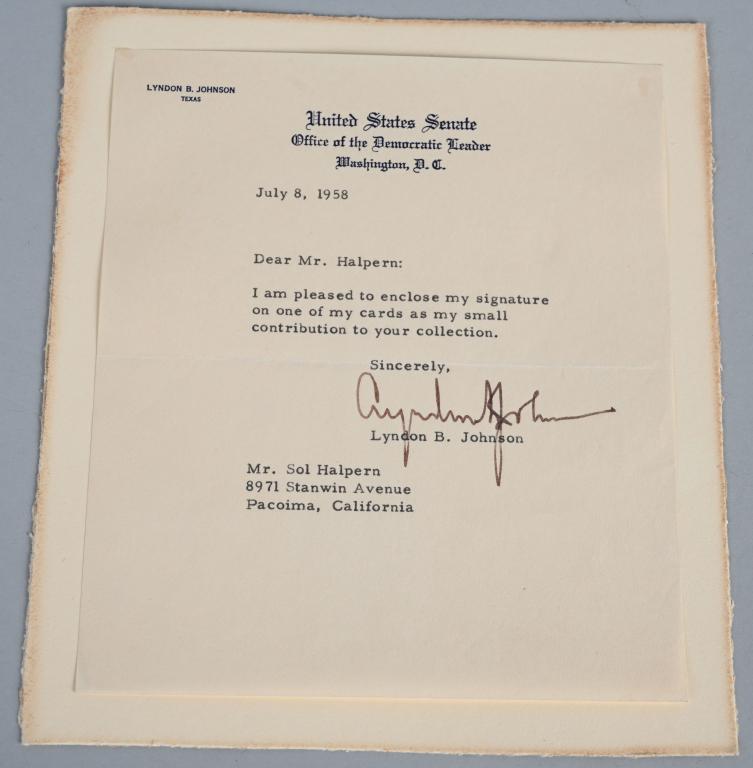 LYNDON B. JOHNSON
TEXAS
United States Senate
Office of the Democratic Leader
Washington, D. C.
July 8, 1958
Dear Mr. Halpern:
I am pleased to enclose my signature
on one of my cards as my small
contribution to your collection.
Sincerely,
Lyndon B Johnson
Lyndon B. Johnson
Mr. Sol Halpern
8971 Stanwin Avenue
Pacoima, California